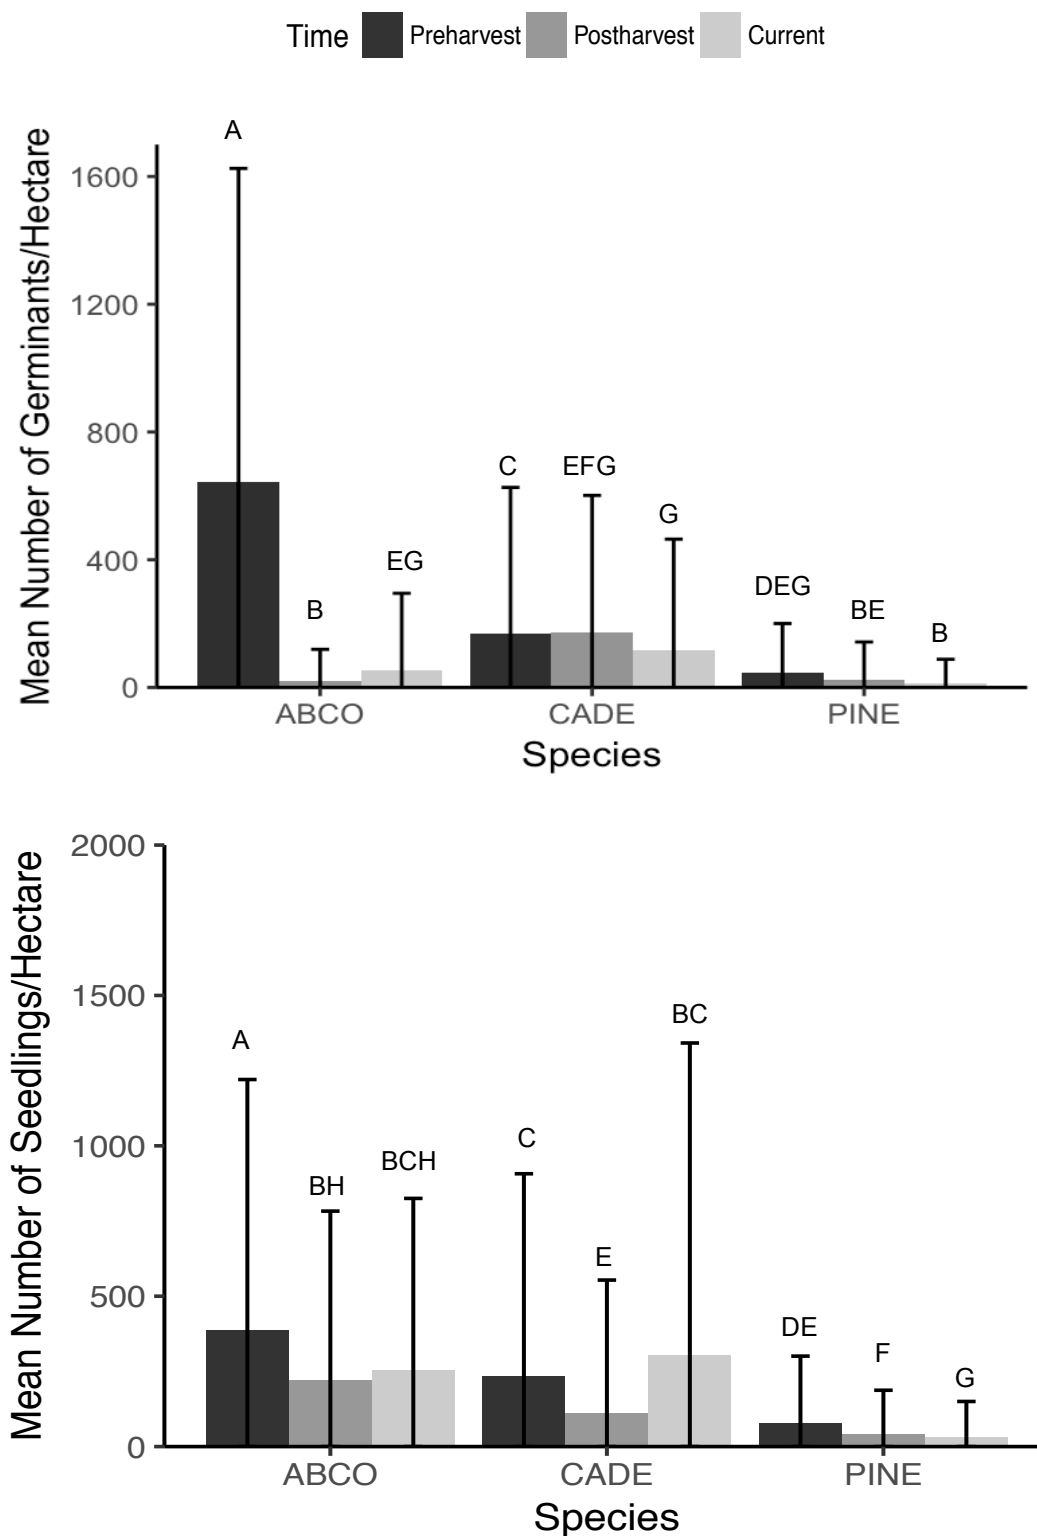 Time Preharvest Postharvest Current
Mean Number of Germinants/Hectare
1600
1200
800
400
0
A
B
EG
C
EFG
G
DEG
BE
B
ABCO CADE PINE
Species
Mean Number of Seedlings/Hectare
2000
1500
1000
500
0
A
BH
BCH
C
E
BC
DE
F
G
ABCO CADE PINE
Species